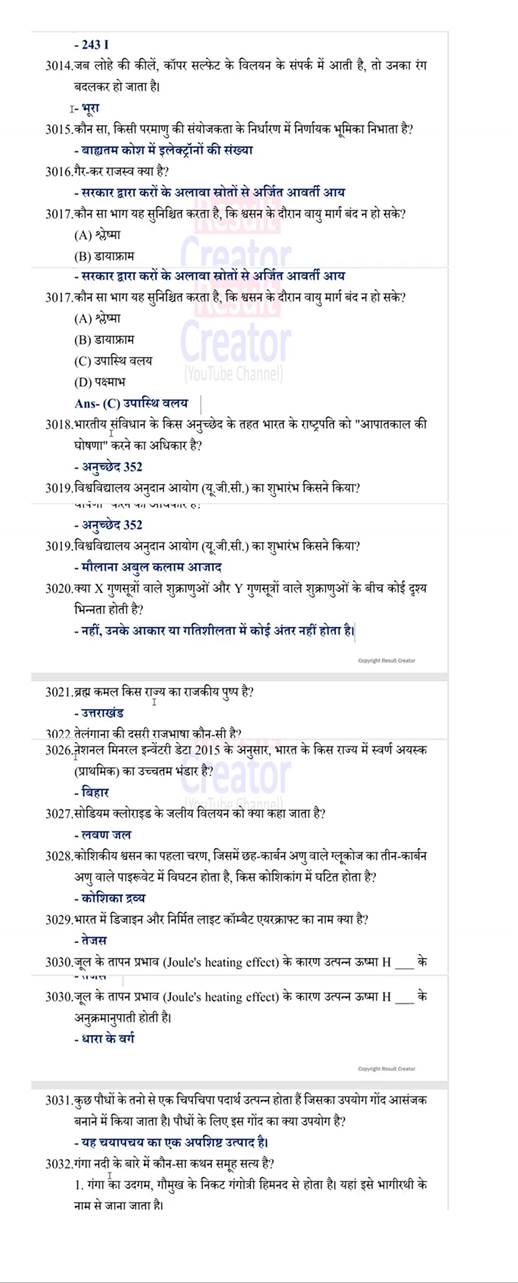 - 243 I
3014.जब लोहे की कीलें, कॉपर सल्फेट के विलयन के संपर्क में आती है, तो उनका रंग
बदलकर हो जाता है।
- भूरा
3015.कौन सा, किसी परमाणु की संयोजकता के निर्धारण में निर्णायक भूमिका निभाता है?
- बाह्यतम कोश में इलेक्ट्रॉनों की संख्या
3016.गैर-कर राजस्व क्या है?
- सरकार द्वारा करों के अलावा स्रोतों से अर्जित आवर्ती आय
3017.कौन सा भाग यह सुनिश्चित करता है, कि श्वसन के दौरान वायु मार्ग बंद न हो सके?
(A) श्लेष्मा
(B) डायाफ्राम
- सरकार द्वारा करों के अलावा स्रोतों से अर्जित आवर्ती आय
3017.कौन सा भाग यह सुनिश्चित करता है, कि श्वसन के दौरान वायु मार्ग बंद न हो सके?
(A) श्लेष्मा
(B) डायाफ्राम
(C) उपास्थि वलय
(D) पक्ष्माभ
Creator
(YouTube Channel)
Ans- (C) उपास्थि वलय
3018.भारतीय संविधान के किस अनुच्छेद के तहत भारत के राष्ट्रपति को "आपातकाल की
घोषणा" करने का अधिकार है?
- अनुच्छेद 352
3019.विश्वविद्यालय अनुदान आयोग (यू.जी.सी.) का शुभारंभ किसने किया?
- अनुच्छेद 352
3019.विश्वविद्यालय अनुदान आयोग (यू.जी.सी.) का शुभारंभ किसने किया?
- मौलाना अबुल कलाम आजाद
3020.क्या X गुणसूत्रों वाले शुक्राणुओं और Y गुणसूत्रों वाले शुक्राणुओं के बीच कोई दृश्य
भिन्नता होती है?
- नहीं, उनके आकार या गतिशीलता में कोई अंतर नहीं होता है।
Copyright Result Creator
3021.ब्रह्म कमल किस राज्य का राजकीय पुष्प है?
- उत्तराखंड
3022.तेलंगाना की दूसरी राजभाषा कौन-सी है?
3026.नेशनल मिनरल इन्वेंटरी डेटा 2015 के अनुसार, भारत के किस राज्य में स्वर्ण अयस्क
(प्राथमिक) का उच्चतम भंडार है?
- बिहार
3027.सोडियम क्लोराइड के जलीय विलयन को क्या कहा जाता है?
- लवण जल
3028.कोशिकीय श्वसन का पहला चरण, जिसमें छह-कार्बन अणु वाले ग्लूकोज का तीन-कार्बन
अणु वाले पाइरूवेट में विघटन होता है, किस कोशिकांग में घटित होता है?
- कोशिका द्रव्य
3029.भारत में डिजाइन और निर्मित लाइट कॉम्बैट एयरक्राफ्ट का नाम क्या है?
- तेजस
3030.जूल के तापन प्रभाव (Joule's heating effect) के कारण उत्पन्न ऊष्मा H ___ के
3030.जूल के तापन प्रभाव (Joule's heating effect) के कारण उत्पन्न ऊष्मा H ___ के
अनुक्रमानुपाती होती है।
- धारा के वर्ग
Copyright Result Creator
3031.कुछ पौधों के तनो से एक चिपचिपा पदार्थ उत्पन्न होता हैं जिसका उपयोग गोंद आसंजक
बनाने में किया जाता है। पौधों के लिए इस गोंद का क्या उपयोग है?
- यह चयापचय का एक अपशिष्ट उत्पाद है।
3032.गंगा नदी के बारे में कौन-सा कथन समूह सत्य है?
1. गंगा का उदगम, गौमुख के निकट गंगोत्री हिमनद से होता है। यहां इसे भागीरथी के
नाम से जाना जाता है।